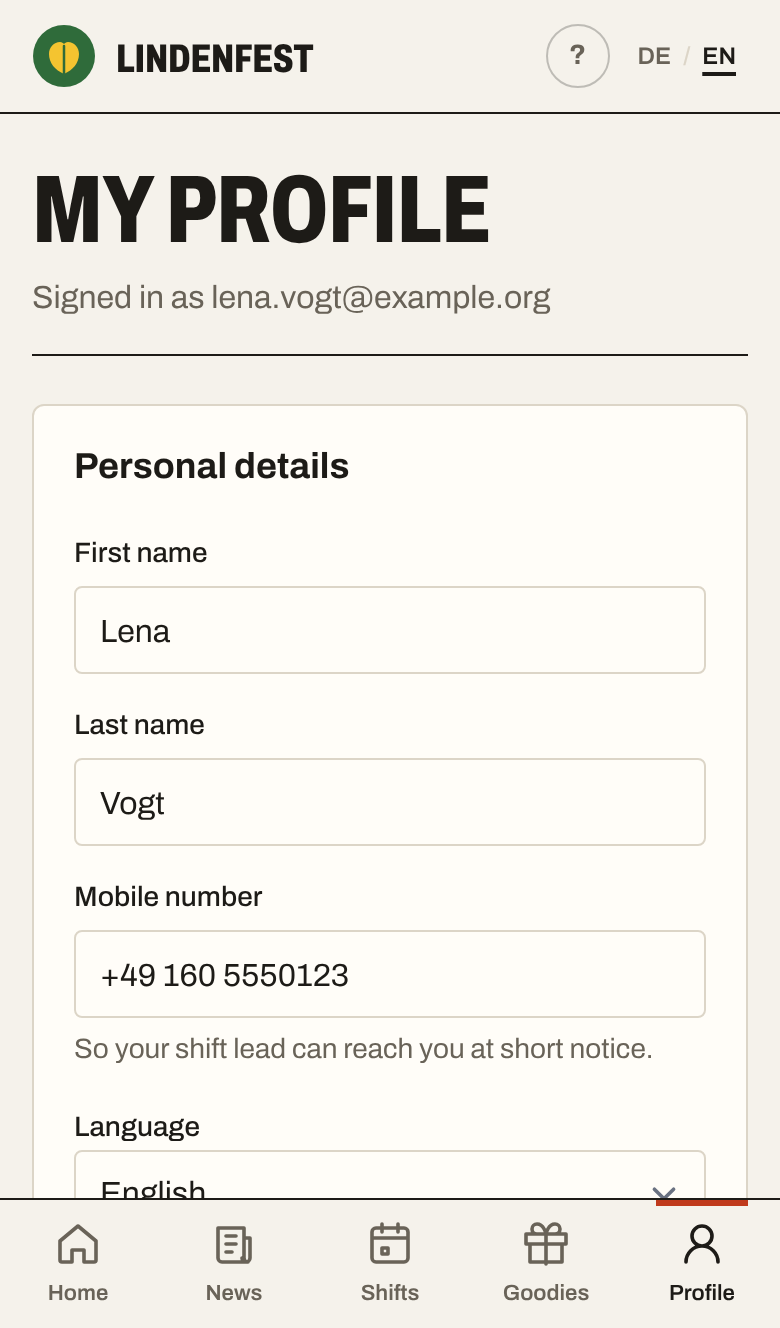 LINDENFEST
?
DE / EN
MY PROFILE
Signed in as lena.vogt@example.org
Personal details
First name
Lena
Last name
Vogt
Mobile number
+49 160 5550123
So your shift lead can reach you at short notice.
Language
English
Home News Shifts Goodies Profile